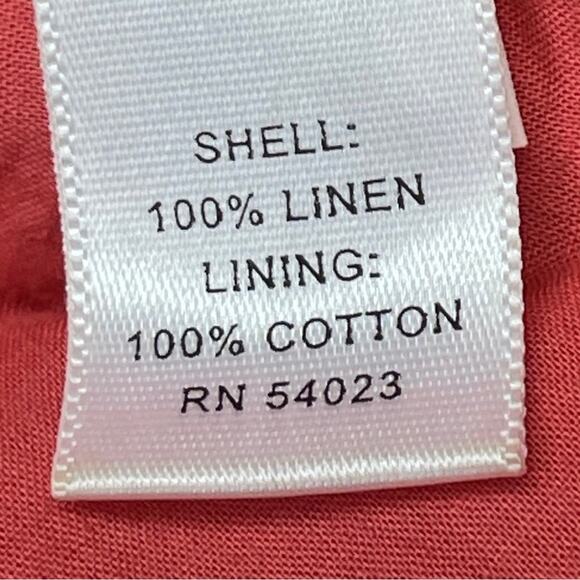 SHELL:
100% LINEN
LINING:
100% COTTON
RN 54023